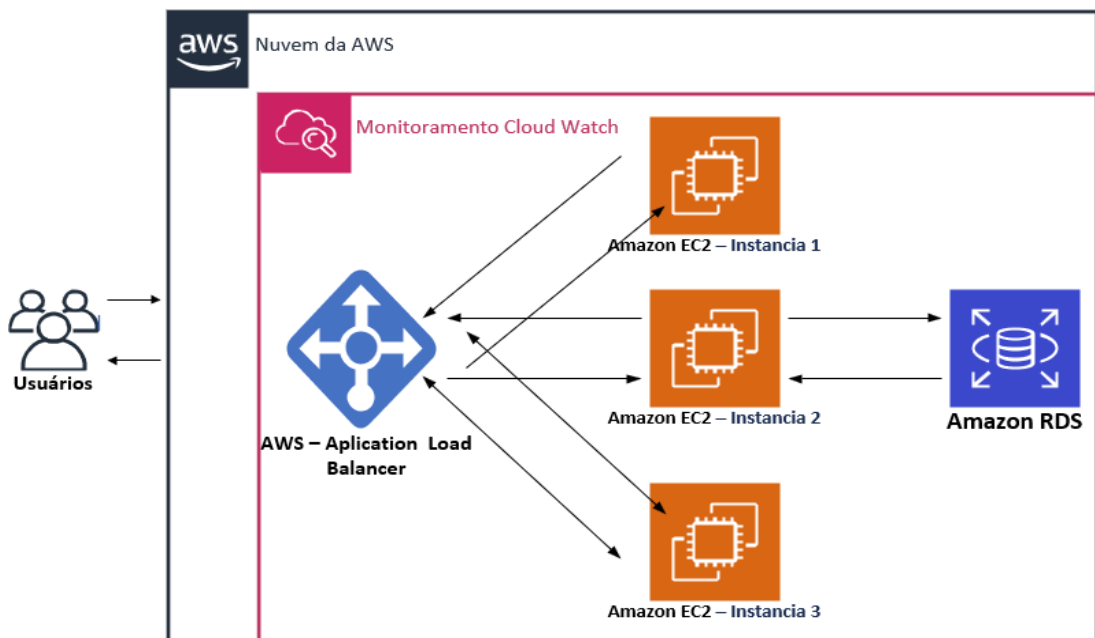 aws
Nuvem da AWS
Monitoramento Cloud Watch
Amazon EC2 – Instancia 1
Usuários
AWS – Aplication Load
Balancer
Amazon EC2 – Instancia 2
Amazon RDS
Amazon EC2 – Instancia 3